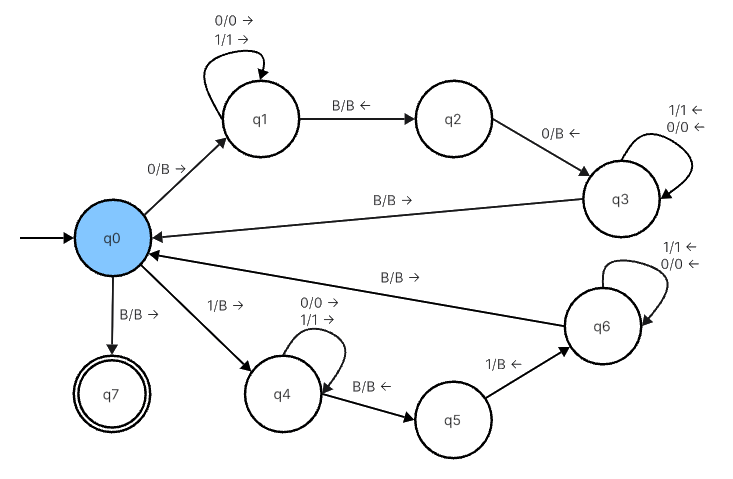 0/0 →
1/1 →
q1
B/B ←
q2
0/B ←
1/1 ←
0/0 ←
q3
0/B →
B/B →
q0
B/B →
1/1 ←
0/0 ←
q6
B/B →
1/B →
0/0 →
1/1 →
q4
B/B ←
1/B ←
q5
q7